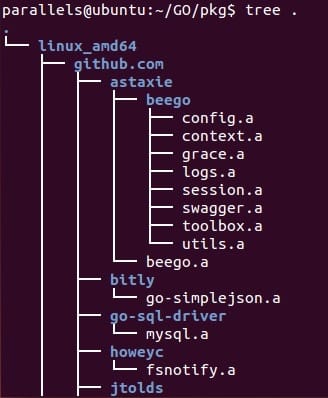 parallels@ubuntu:~/GO/pkg$ tree .
.
└── linux_amd64
    ├── github.com
    │   ├── astaxie
    │   │   ├── beego
    │   │   │   ├── config.a
    │   │   │   ├── context.a
    │   │   │   ├── grace.a
    │   │   │   ├── logs.a
    │   │   │   ├── session.a
    │   │   │   ├── swagger.a
    │   │   │   ├── toolbox.a
    │   │   │   └── utils.a
    │   │   └── beego.a
    │   ├── bitly
    │   │   └── go-simplejson.a
    │   ├── go-sql-driver
    │   │   └── mysql.a
    │   ├── howeyc
    │   │   └── fsnotify.a
    │   ├── jtolds